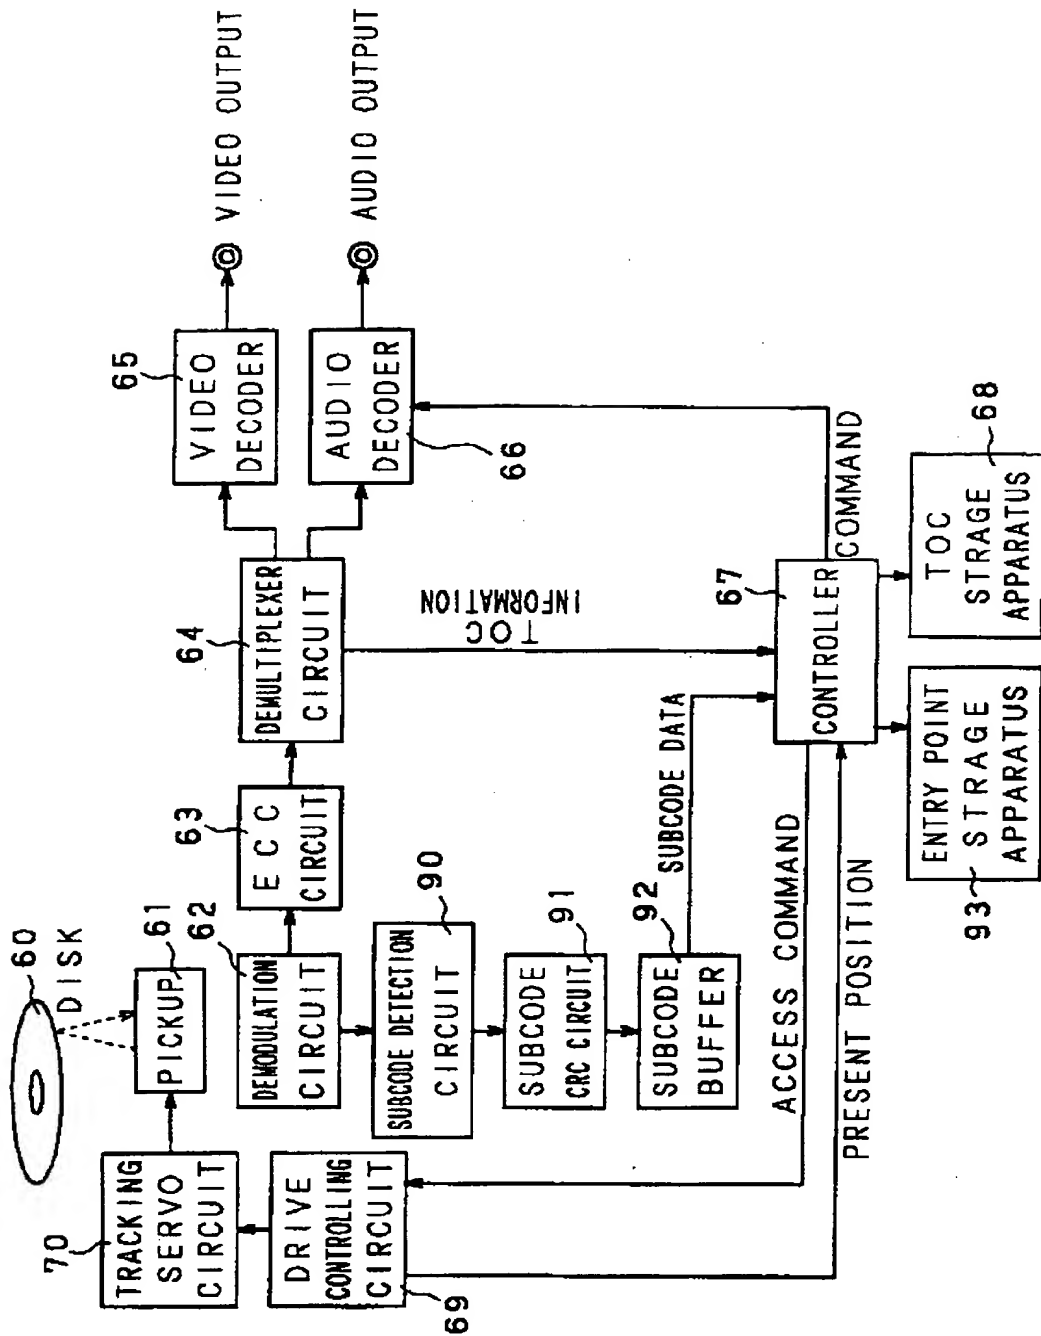 60
DISK
70
TRACKING
SERVO
CIRCUIT
61
PICKUP
62
DEMODULATION
CIRCUIT
63
ECC
CIRCUIT
64
DEMULTIPLEXER
CIRCUIT
65
VIDEO
DECODER
VIDEO OUTPUT
AUDIO
DECODER
66
AUDIO OUTPUT
DRIVE
CONTROLLING
CIRCUIT
69
SUBCODE DETECTION
CIRCUIT
90
SUBCODE
CRC CIRCUIT
91
SUBCODE
BUFFER
92
SUBCODE DATA
TOC
INFORMATION
ACCESS COMMAND
PRESENT POSITION
67
CONTROLLER
COMMAND
ENTRY POINT
STRAGE
APPARATUS
93
TOC
STRAGE
APPARATUS
68